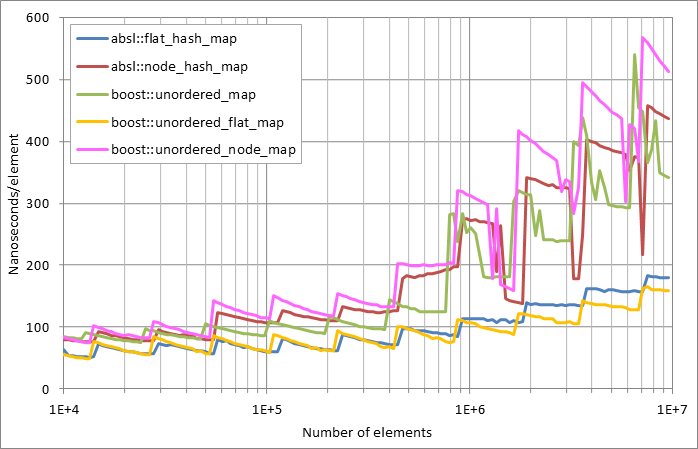 600
500
400
300
200
100
0
Nanoseconds/element
absl::flat_hash_map
absl::node_hash_map
boost::unordered_map
boost::unordered_flat_map
boost::unordered_node_map
1E+4
1E+5
1E+6
1E+7
Number of elements